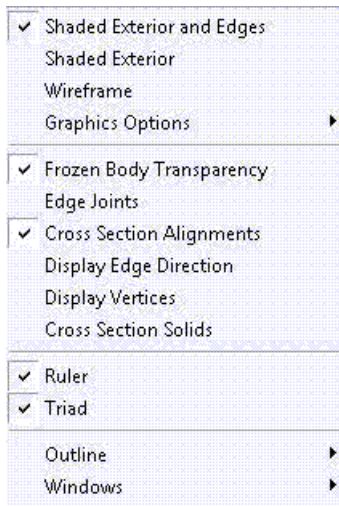 Shaded Exterior and Edges
Shaded Exterior
Wireframe
Graphics Options
Frozen Body Transparency
Edge Joints
Cross Section Alignments
Display Edge Direction
Display Vertices
Cross Section Solids
Ruler
Triad
Outline
Windows